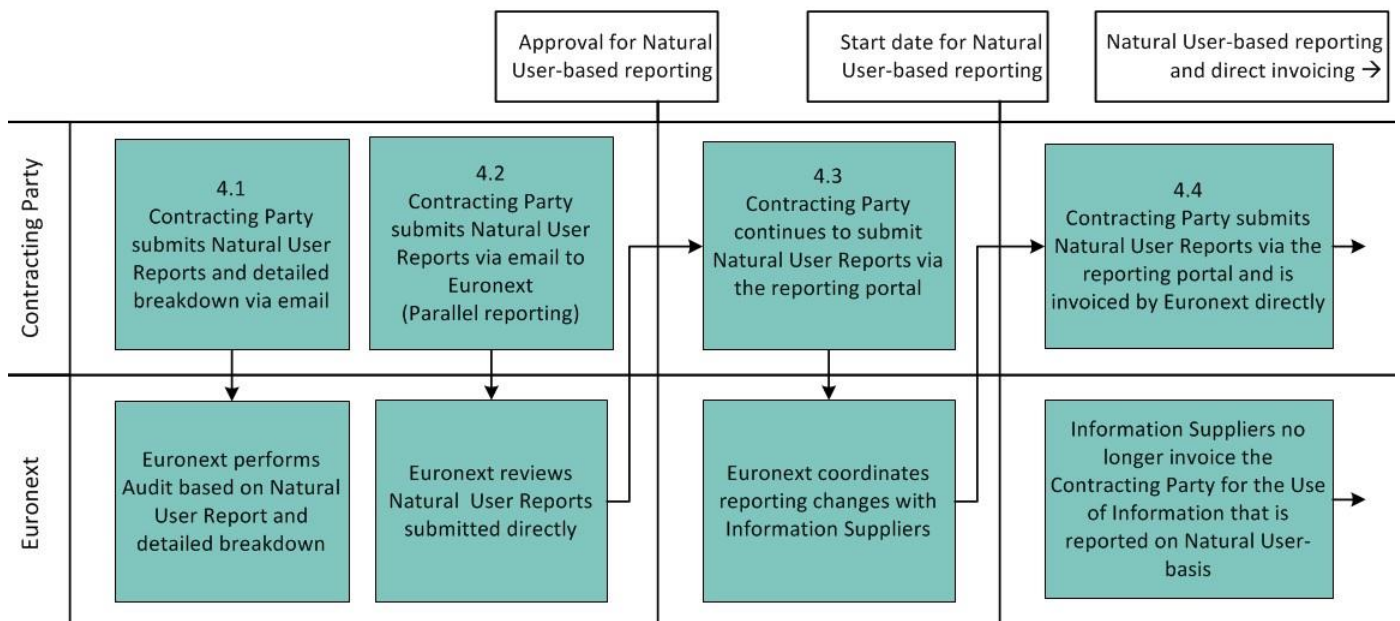 Approval for Natural
User-based reporting
Start date for Natural
User-based reporting
Natural User-based reporting
and direct invoicing →
Contracting Party
4.1
Contracting Party
submits Natural User
Reports and detailed
breakdown via email
4.2
Contracting Party
submits Natural User
Reports via email to
Euronext
(Parallel reporting)
4.3
Contracting Party
continues to submit
Natural User Reports via
the reporting portal
4.4
Contracting Party submits
Natural User Reports via the
reporting portal and is
invoiced by Euronext directly
Euronext
Euronext performs
Audit based on Natural
User Report and
detailed breakdown
Euronext reviews
Natural User Reports
submitted directly
Euronext coordinates
reporting changes with
Information Suppliers
Information Suppliers no
longer invoice the
Contracting Party for the Use
of Information that is
reported on Natural User-
basis